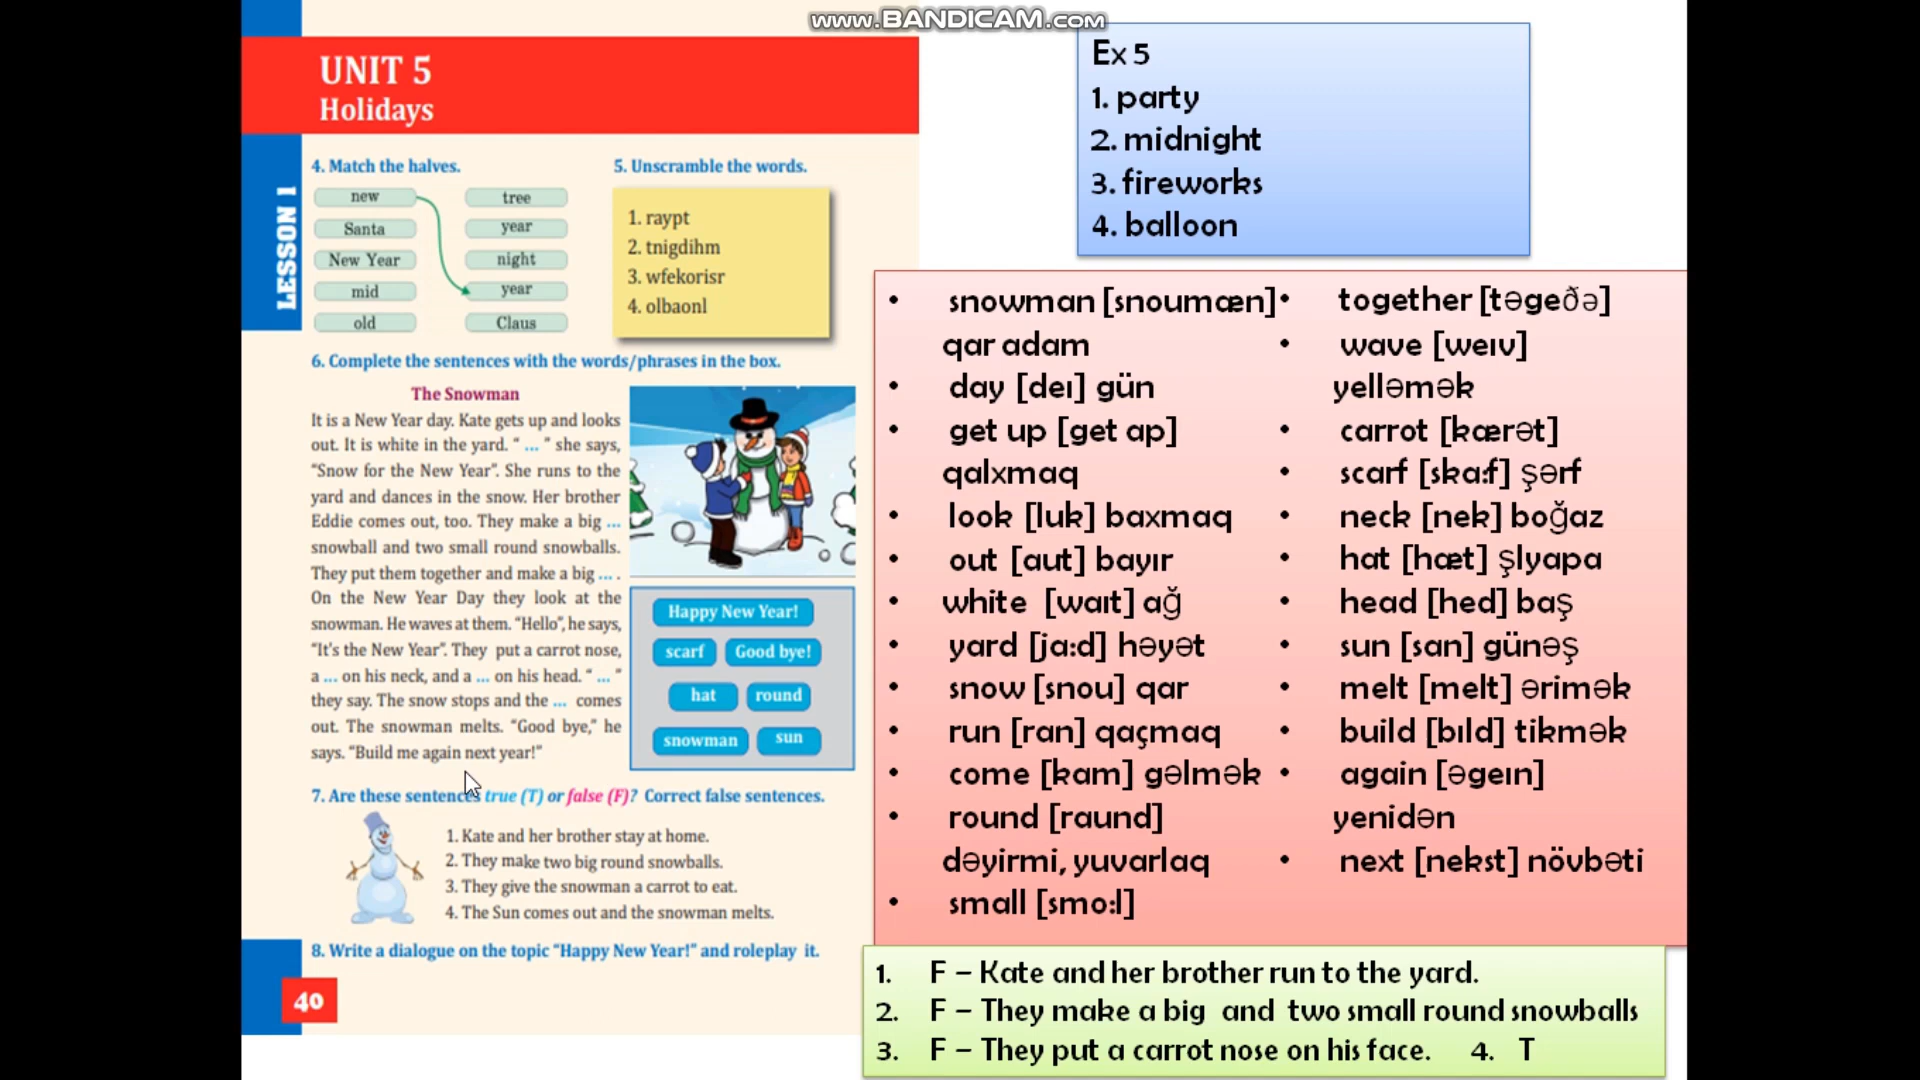 www.BANDICAM.com
UNIT 5
Holidays
LESSON 1
4. Match the halves.
new
tree
Santa
year
New Year
night
mid
year
old
Claus
5. Unscramble the words.
1. raypt
2. tnigdihm
3. wfekorisr
4. olbaonl
6. Complete the sentences with the words/phrases in the box.
The Snowman
It is a New Year day. Kate gets up and looks
out. It is white in the yard. “ ... ” she says,
“Snow for the New Year”. She runs to the
yard and dances in the snow. Her brother
Eddie comes out, too. They make a big ...
snowball and two small round snowballs.
They put them together and make a big ... .
On the New Year Day they look at the
snowman. He waves at them. “Hello”, he says,
“It’s the New Year”. They put a carrot nose,
a ... on his neck, and a ... on his head. “ ... ”
they say. The snow stops and the ... comes
out. The snowman melts. “Good bye,” he
says. “Build me again next year!”
Happy New Year!
scarf Good bye!
hat round
snowman sun
7. Are these sentences true (T) or false (F)? Correct false sentences.
1. Kate and her brother stay at home.
2. They make two big round snowballs.
3. They give the snowman a carrot to eat.
4. The Sun comes out and the snowman melts.
8. Write a dialogue on the topic “Happy New Year!” and roleplay it.
40
Ex 5
1. party
2. midnight
3. fireworks
4. balloon
• snowman [snoumæn]
qar adam
• day [deı] gün
• get up [get ap]
qalxmaq
• look [luk] baxmaq
• out [aut] bayır
• white [waıt] ağ
• yard [ja:d] həyət
• snow [snou] qar
• run [ran] qaçmaq
• come [kam] gəlmək
• round [raund]
dəyirmi, yuvarlaq
• small [smo:l]
• together [təgeðə]
• wave [weıv]
yelləmək
• carrot [kærət]
• scarf [ska:f] şərf
• neck [nek] boğaz
• hat [hæt] şlyapa
• head [hed] baş
• sun [san] günəş
• melt [melt] ərimək
• build [bıld] tikmək
• again [əgeın]
yenidən
• next [nekst] növbəti
1. F – Kate and her brother run to the yard.
2. F – They make a big and two small round snowballs
3. F – They put a carrot nose on his face. 4. T